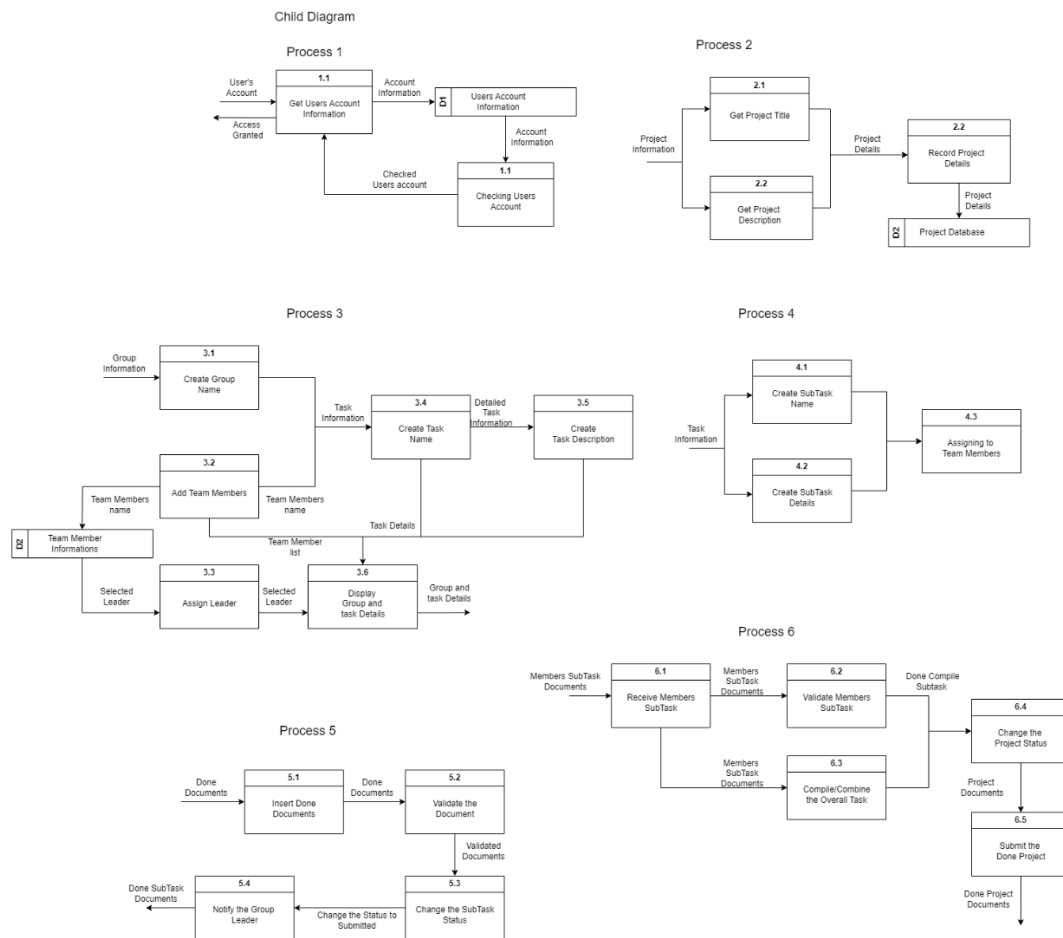 Child Diagram
Process 1
User's
Account
Access
Granted
1.1
Get Users Account
Information
Account
Information
D1
Users Account
Information
Account
Information
1.1
Checking Users
Account
Checked
Users account
Process 2
Project
Information
2.1
Get Project Title
2.2
Get Project
Description
Project
Details
2.2
Record Project
Details
Project
Details
D2
Project Database
Process 3
Group
Information
3.1
Create Group
Name
Task
Information
3.4
Create Task
Name
Detailed
Task
Information
3.5
Create
Task Description
3.2
Add Team Members
Team Members
name
Team Members
name
D2
Team Member
Informations
Task Details
Team Member
list
Selected
Leader
3.3
Assign Leader
Selected
Leader
3.6
Display
Group and
task Details
Group and
task Details
Process 4
Task
Information
4.1
Create SubTask
Name
4.2
Create SubTask
Details
4.3
Assigning to
Team Members
Process 5
Done
Documents
5.1
Insert Done
Documents
Done
Documents
5.2
Validate the
Document
Validated
Documents
5.3
Change the SubTask
Status
Change the Status to
Submitted
5.4
Notify the Group
Leader
Done SubTask
Documents
Process 6
Members SubTask
Documents
6.1
Receive Members
SubTask
Members
SubTask
Documents
6.2
Validate Members
SubTask
Done Compile
Subtask
Members
SubTask Documents
6.3
Compile/Combine
the Overall Task
6.4
Change the
Project Status
Project
Documents
6.5
Submit the
Done Project
Done Project
Documents